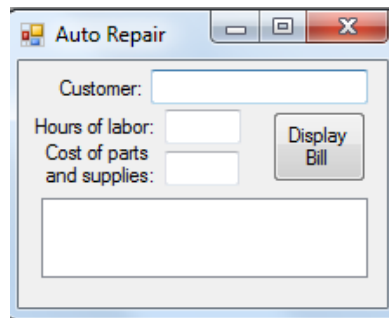 Auto Repair
Customer:
Hours of labor:
Cost of parts
and supplies:
Display
Bill